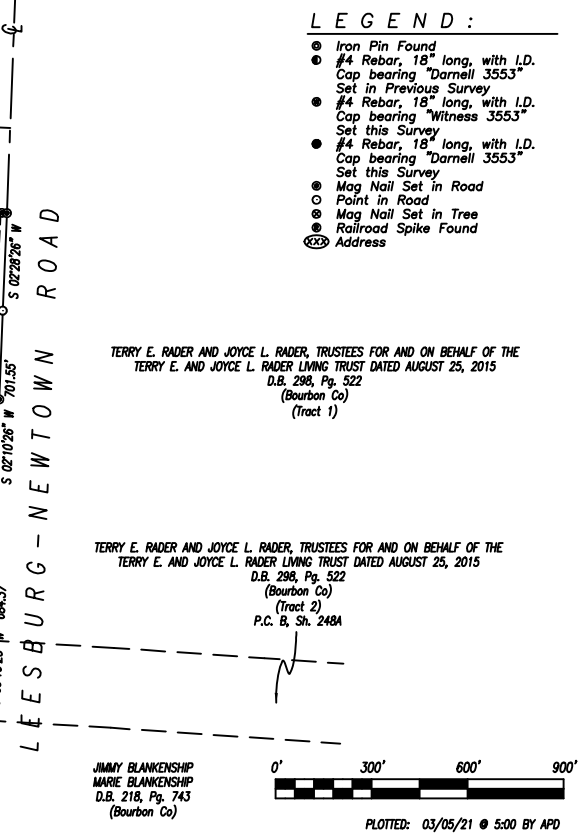 L E G E N D :
Iron Pin Found
#4 Rebar, 18" long, with I.D.
Cap bearing "Darnell 3553"
Set in Previous Survey
#4 Rebar, 18" long, with I.D.
Cap bearing "Witness 3553"
Set this Survey
#4 Rebar, 18" long, with I.D.
Cap bearing "Darnell 3553"
Set this Survey
Mag Nail Set in Road
Point in Road
Mag Nail Set in Tree
Railroad Spike Found
XXX Address
S 02°28'26" W
S 02°10'26" W 701.55'
LEESBURG-NEWTOWN ROAD
TERRY E. RADER AND JOYCE L. RADER, TRUSTEES FOR AND ON BEHALF OF THE
TERRY E. AND JOYCE L. RADER LIVING TRUST DATED AUGUST 25, 2015
D.B. 298, Pg. 522
(Bourbon Co)
(Tract 1)
TERRY E. RADER AND JOYCE L. RADER, TRUSTEES FOR AND ON BEHALF OF THE
TERRY E. AND JOYCE L. RADER LIVING TRUST DATED AUGUST 25, 2015
D.B. 298, Pg. 522
(Bourbon Co)
(Tract 2)
P.C. B, Sh. 248A
JIMMY BLANKENSHIP
MARIE BLANKENSHIP
D.B. 218, Pg. 743
(Bourbon Co)
0' 300' 600' 900'
PLOTTED: 03/05/21 @ 5:00 BY APD